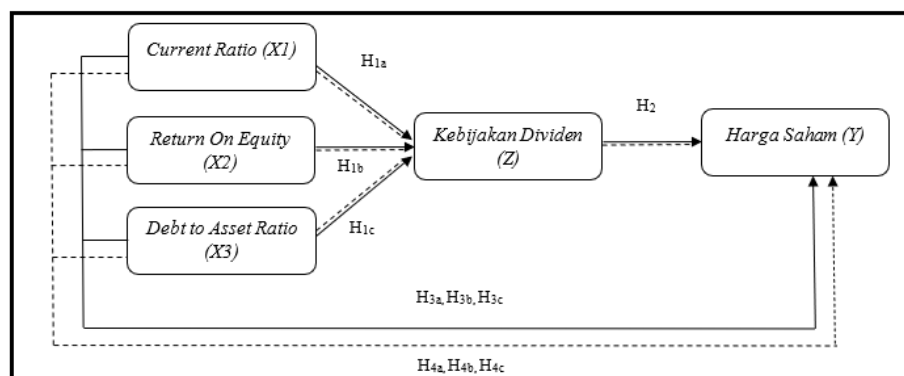 Current Ratio (X1)
H1a
Return On Equity
(X2)
H1b
Debt to Asset Ratio
(X3)
H1c
Kebijakan Dividen
(Z)
H2
Harga Saham (Y)
H3a, H3b, H3c
H4a, H4b, H4c